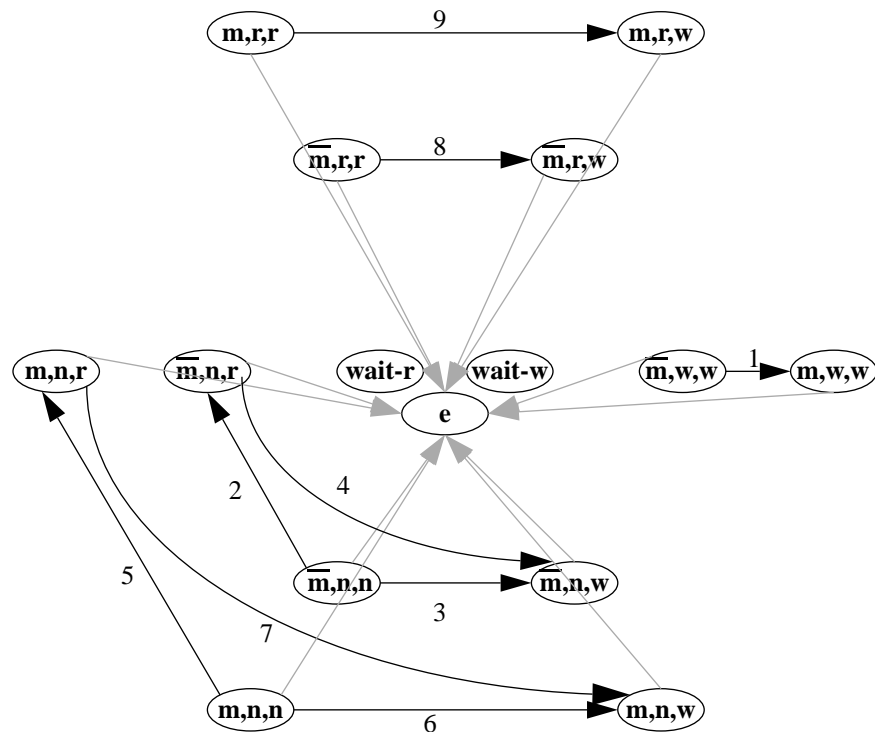 m,r,r 9 m,r,w
m̅,r,r 8 m̅,r,w
m,n,r m̅,n,r wait-r wait-w m̅,w,w 1 m,w,w
e
2 4
5 m̅,n,n 3 m̅,n,w
7
m,n,n 6 m,n,w